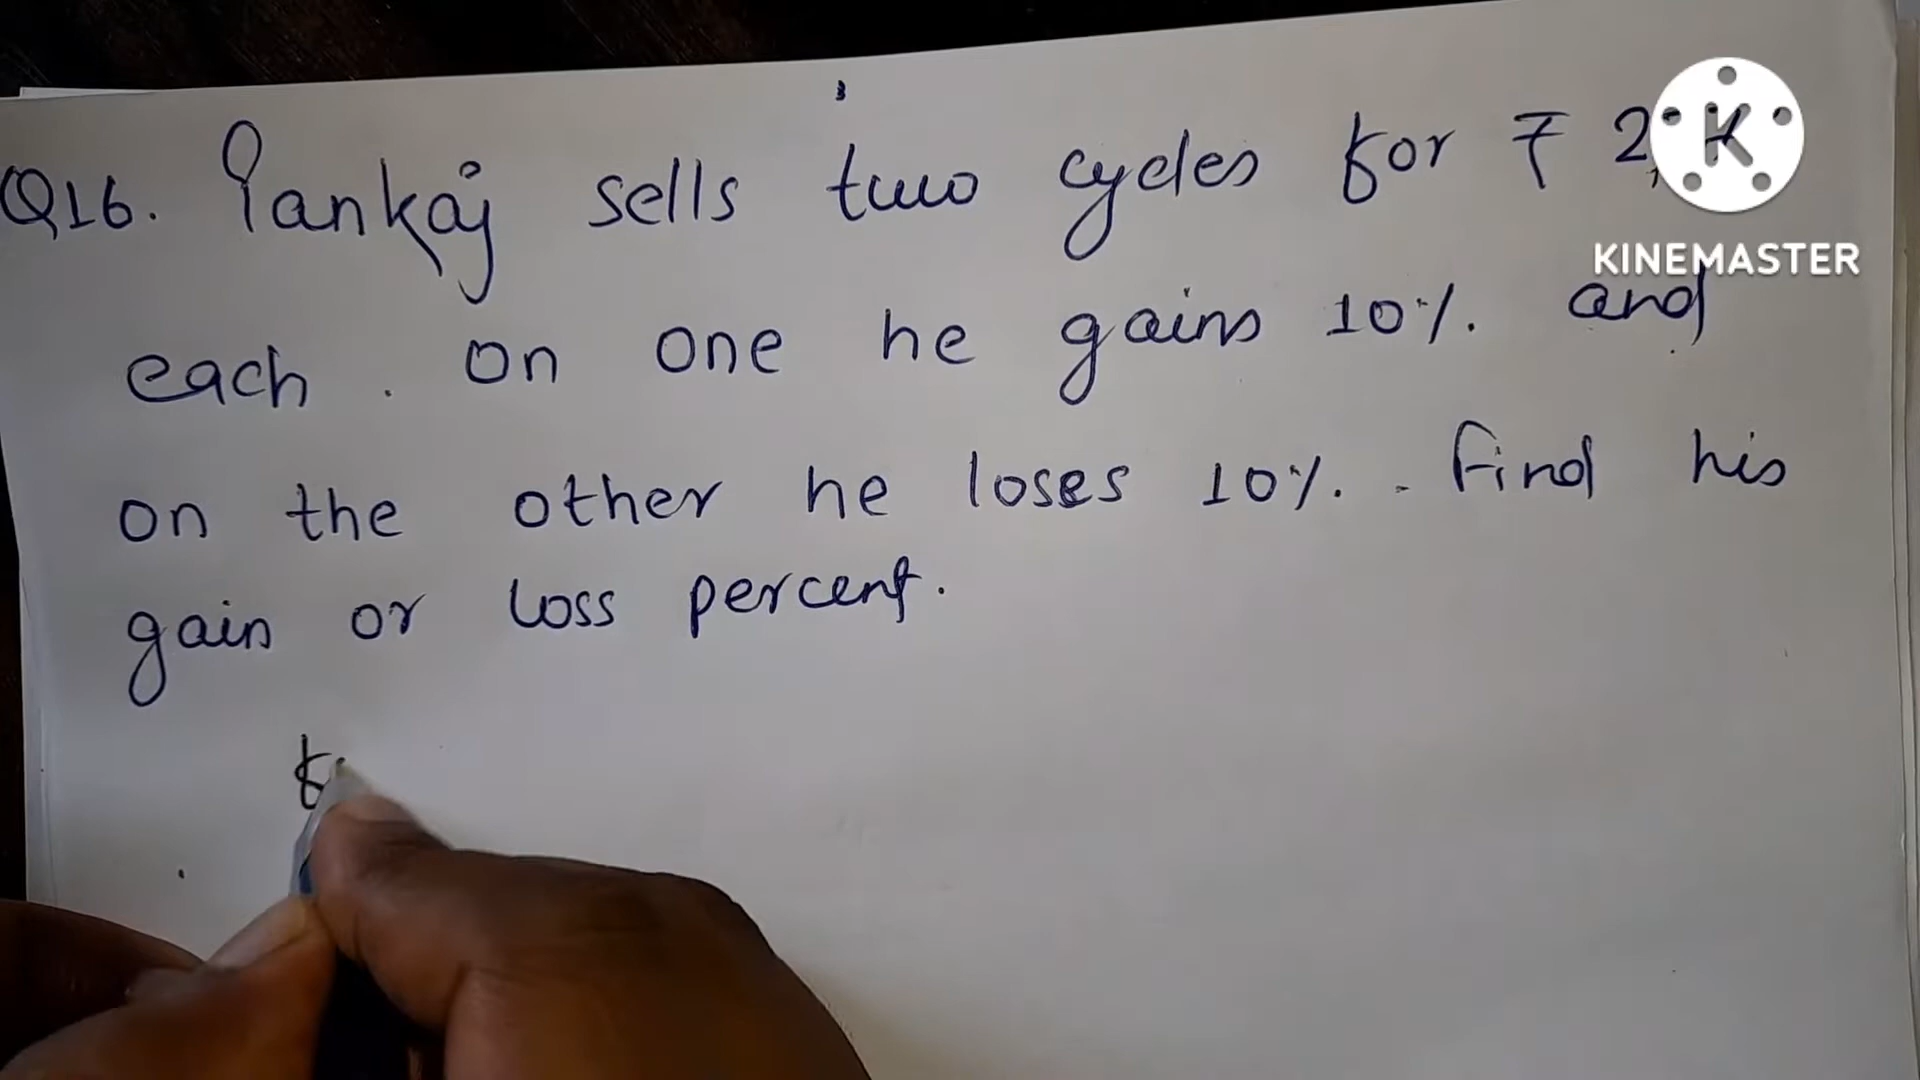 Q16. Pankaj sells two cycles for ₹ 2,
KINEMASTER
each. On one he gains 10%. and
on the other he loses 10%. Find his
gain or loss percent.